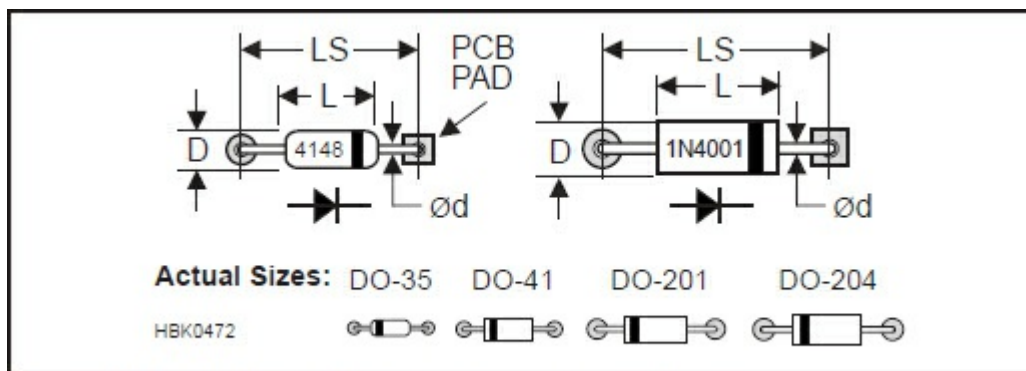 LS
PCB
PAD
LS
L
L
D
4148
D
1N4001
Ød
Ød
Actual Sizes: DO-35 DO-41 DO-201 DO-204
HBK0472